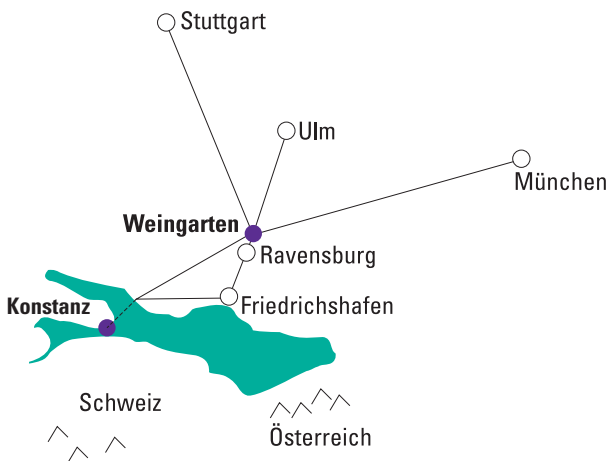 Stuttgart
Ulm
München
Weingarten
Ravensburg
Konstanz
Friedrichshafen
Schweiz
Österreich